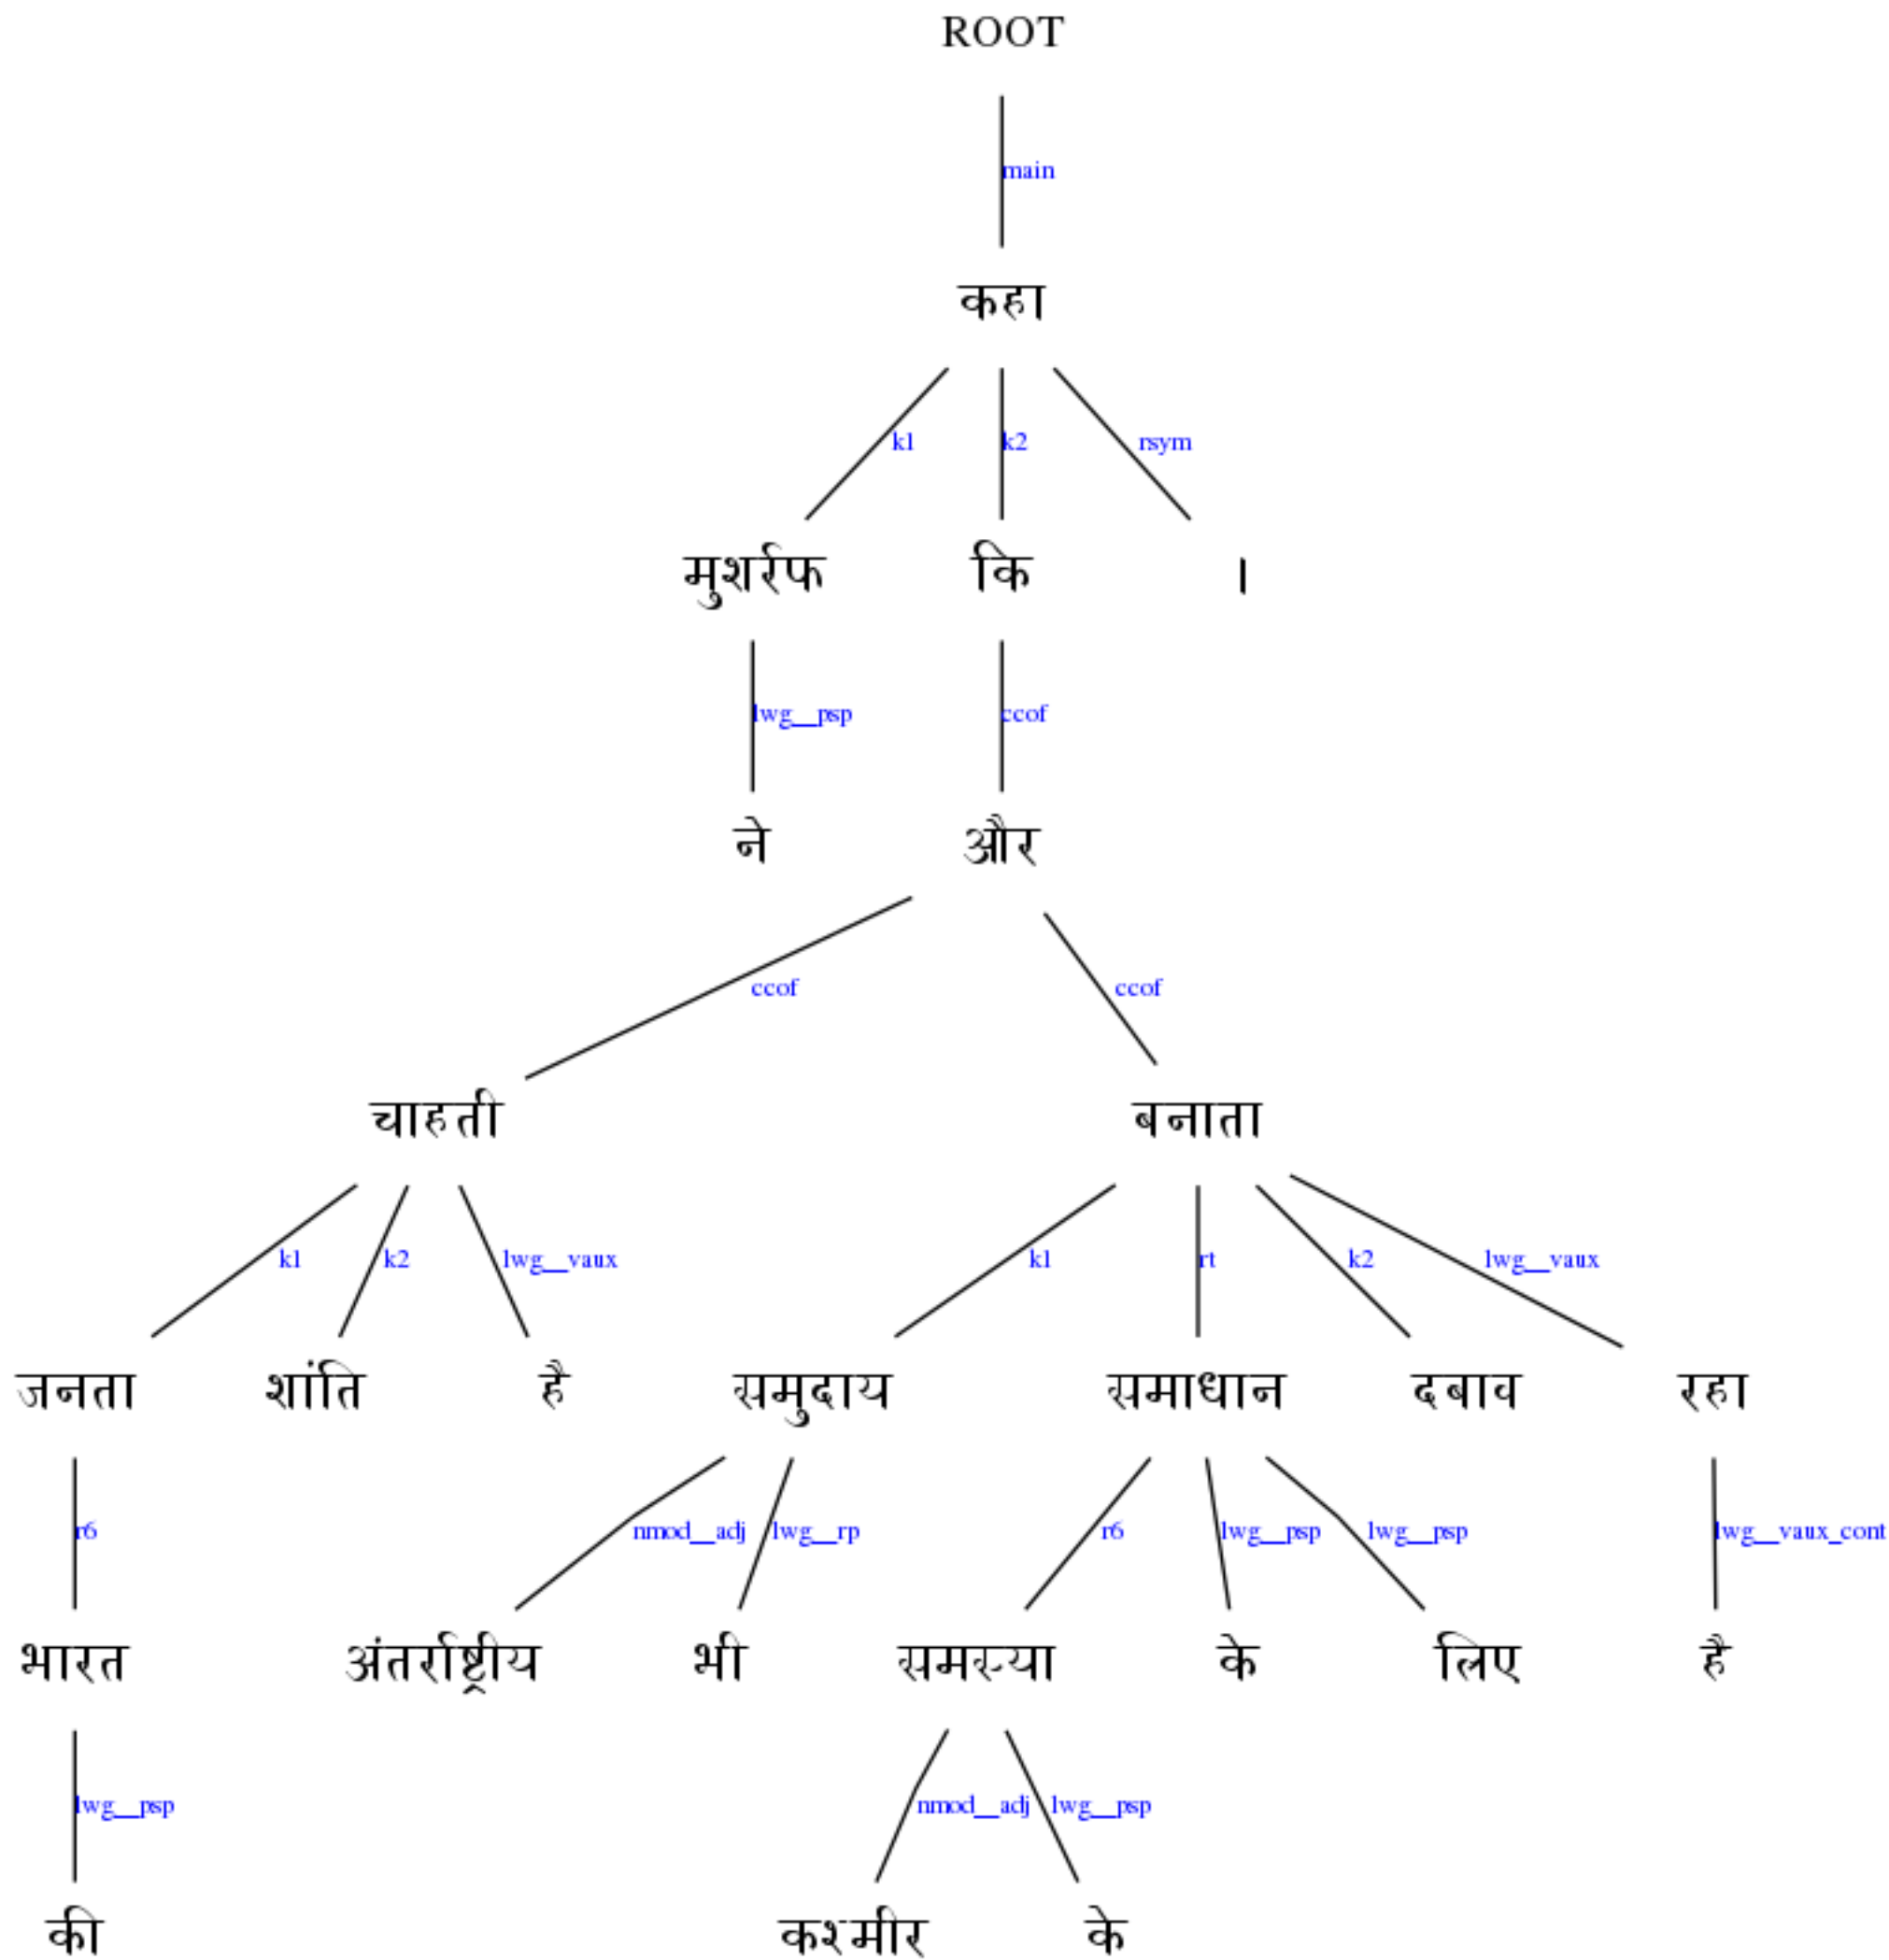 ROOT
main
कहा
k1 k2 rsym
मुशर्रफ कि ।
lwg__psp ccof
ने और
ccof ccof
चाहती बनाता
k1 k2 lwg__vaux k1 rt k2 lwg__vaux
जनता शांति है समुदाय समाधान दबाव रहा
r6 nmod__adj lwg__rp r6 lwg__psp lwg__psp lwg__vaux_cont
भारत अंतर्राष्ट्रीय भी समस्या के लिए है
lwg__psp nmod__adj lwg__psp
की कश्मीर के